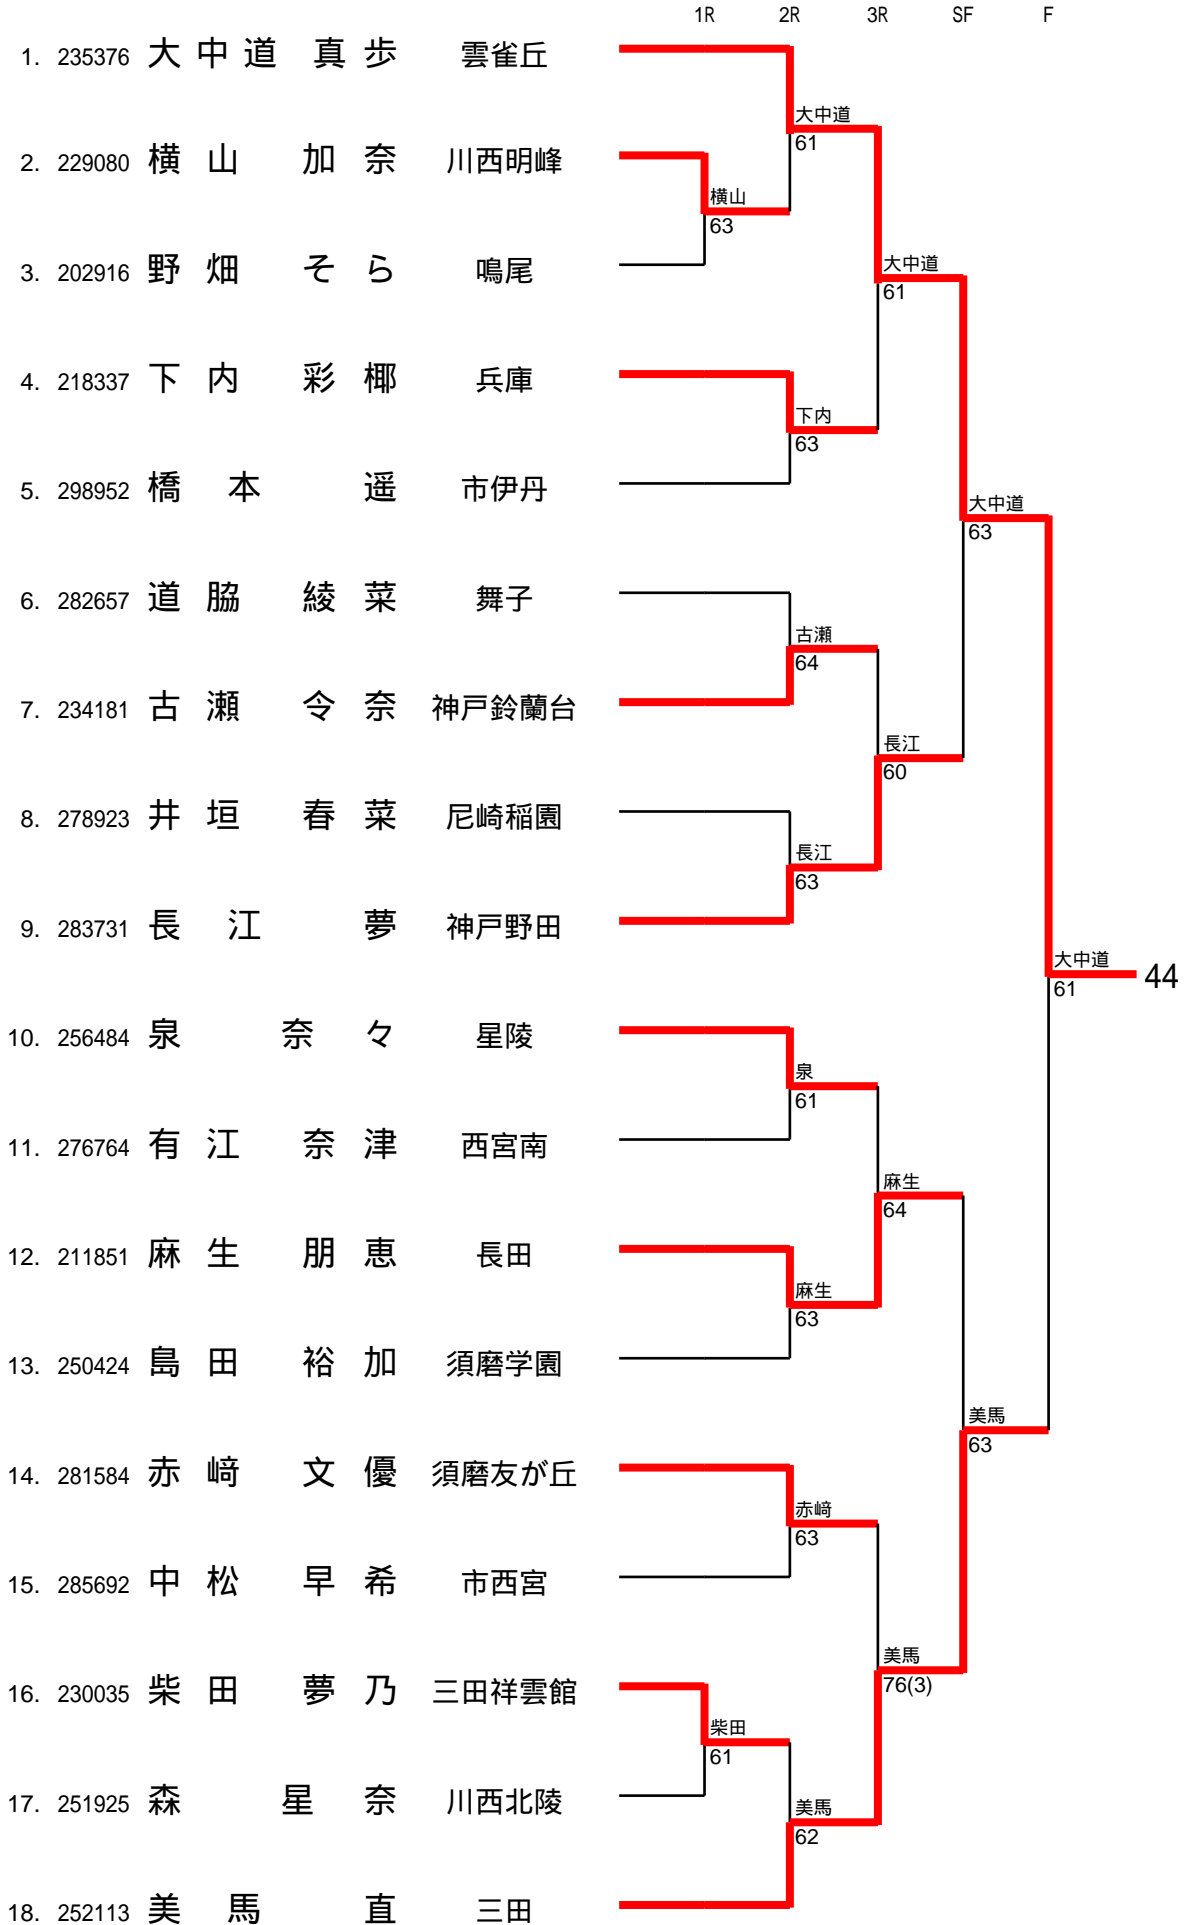 1R 2R 3R SF F
1. 235376 大中道 真歩 雲雀丘
大中道
61
2. 229080 横山 加奈 川西明峰
横山
63
3. 202916 野畑 そら 鳴尾
大中道
61
4. 218337 下内 彩椰 兵庫
下内
63
5. 298952 橋本 遥 市伊丹
大中道
63
6. 282657 道脇 綾菜 舞子
古瀬
64
7. 234181 古瀬 令奈 神戸鈴蘭台
長江
60
8. 278923 井垣 春菜 尼崎稲園
長江
63
9. 283731 長江 夢 神戸野田
大中道
61
44
10. 256484 泉 奈々 星陵
泉
61
11. 276764 有江 奈津 西宮南
麻生
64
12. 211851 麻生 朋恵 長田
麻生
63
13. 250424 島田 裕加 須磨学園
美馬
63
14. 281584 赤﨑 文優 須磨友が丘
赤﨑
63
15. 285692 中松 早希 市西宮
美馬
76(3)
16. 230035 柴田 夢乃 三田祥雲館
柴田
61
17. 251925 森 星奈 川西北陵
美馬
62
18. 252113 美馬 直 三田